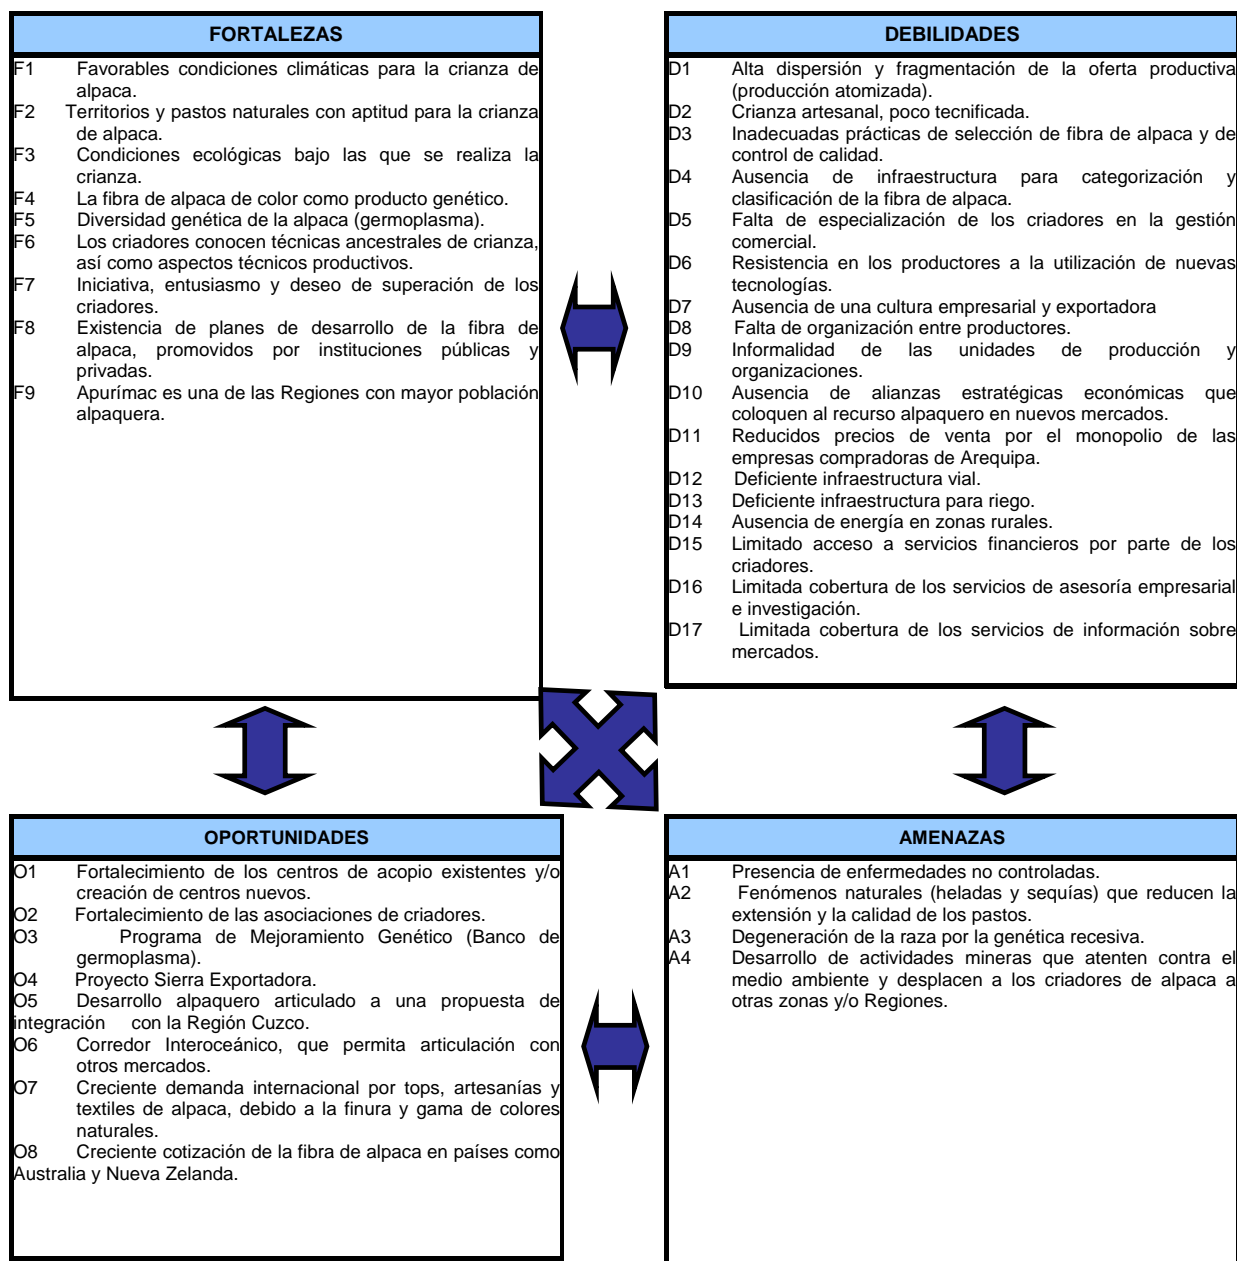 FORTALEZAS
F1 Favorables condiciones climáticas para la crianza de
alpaca.
F2 Territorios y pastos naturales con aptitud para la crianza
de alpaca.
F3 Condiciones ecológicas bajo las que se realiza la
crianza.
F4 La fibra de alpaca de color como producto genético.
F5 Diversidad genética de la alpaca (germoplasma).
F6 Los criadores conocen técnicas ancestrales de crianza,
así como aspectos técnicos productivos.
F7 Iniciativa, entusiasmo y deseo de superación de los
criadores.
F8 Existencia de planes de desarrollo de la fibra de
alpaca, promovidos por instituciones públicas y
privadas.
F9 Apurímac es una de las Regiones con mayor población
alpaquera.
DEBILIDADES
D1 Alta dispersión y fragmentación de la oferta productiva
(producción atomizada).
D2 Crianza artesanal, poco tecnificada.
D3 Inadecuadas prácticas de selección de fibra de alpaca y de
control de calidad.
D4 Ausencia de infraestructura para categorización y
clasificación de la fibra de alpaca.
D5 Falta de especialización de los criadores en la gestión
comercial.
D6 Resistencia en los productores a la utilización de nuevas
tecnologías.
D7 Ausencia de una cultura empresarial y exportadora
D8 Falta de organización entre productores.
D9 Informalidad de las unidades de producción y
organizaciones.
D10 Ausencia de alianzas estratégicas económicas que
coloquen al recurso alpaquero en nuevos mercados.
D11 Reducidos precios de venta por el monopolio de las
empresas compradoras de Arequipa.
D12 Deficiente infraestructura vial.
D13 Deficiente infraestructura para riego.
D14 Ausencia de energía en zonas rurales.
D15 Limitado acceso a servicios financieros por parte de los
criadores.
D16 Limitada cobertura de los servicios de asesoría empresarial
e investigación.
D17 Limitada cobertura de los servicios de información sobre
mercados.
OPORTUNIDADES
O1 Fortalecimiento de los centros de acopio existentes y/o
creación de centros nuevos.
O2 Fortalecimiento de las asociaciones de criadores.
O3 Programa de Mejoramiento Genético (Banco de
germoplasma).
O4 Proyecto Sierra Exportadora.
O5 Desarrollo alpaquero articulado a una propuesta de
integración con la Región Cuzco.
O6 Corredor Interoceánico, que permita articulación con
otros mercados.
O7 Creciente demanda internacional por tops, artesanías y
textiles de alpaca, debido a la finura y gama de colores
naturales.
O8 Creciente cotización de la fibra de alpaca en países como
Australia y Nueva Zelanda.
AMENAZAS
A1 Presencia de enfermedades no controladas.
A2 Fenómenos naturales (heladas y sequías) que reducen la
extensión y la calidad de los pastos.
A3 Degeneración de la raza por la genética recesiva.
A4 Desarrollo de actividades mineras que atenten contra el
medio ambiente y desplacen a los criadores de alpaca a
otras zonas y/o Regiones.